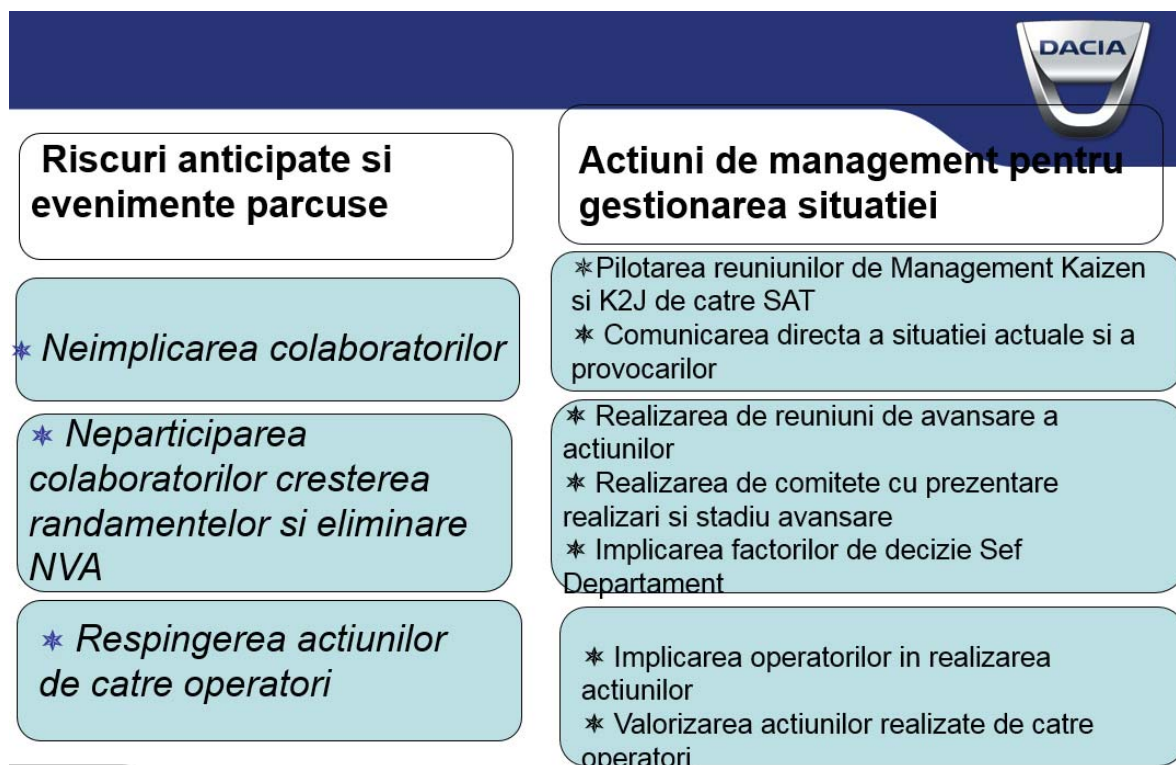 DACIA
Riscuri anticipate si
evenimente parcuse
Actiuni de management pentru
gestionarea situatiei
* Neimplicarea colaboratorilor
*Pilotarea reuniunilor de Management Kaizen
si K2J de catre SAT
* Comunicarea directa a situatiei actuale si a
provocarilor
* Neparticiparea
colaboratorilor cresterea
randamentelor si eliminare
NVA
* Realizarea de reuniuni de avansare a
actiunilor
* Realizarea de comitete cu prezentare
realizari si stadiu avansare
* Implicarea factorilor de decizie Sef
Departament
* Respingerea actiunilor
de catre operatori
* Implicarea operatorilor in realizarea
actiunilor
* Valorizarea actiunilor realizate de catre
operatori